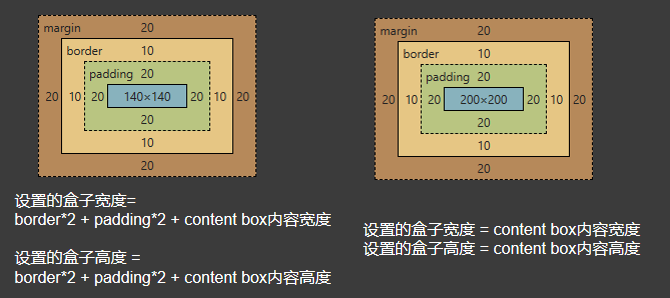 margin 20
border 10
padding 20
20 10 20 140×140 20 10 20
20
10
20
设置的盒子宽度=
border*2 + padding*2 + content box内容宽度
设置的盒子高度 =
border*2 + padding*2 + content box内容高度
margin 20
border 10
padding 20
20 10 20 200×200 20 10 20
20
10
20
设置的盒子宽度 = content box内容宽度
设置的盒子高度 = content box内容高度